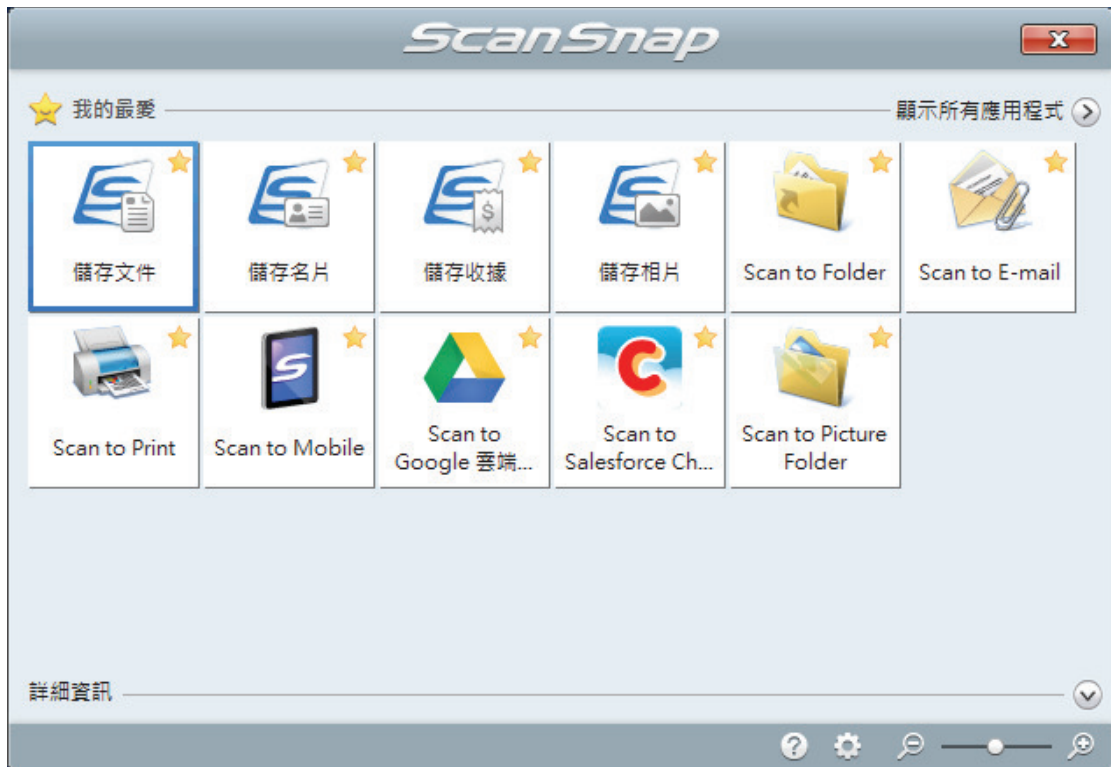 ScanSnap
我的最愛
顯示所有應用程式
儲存文件
儲存名片
儲存收據
儲存相片
Scan to Folder
Scan to E-mail
Scan to Print
Scan to Mobile
Scan to
Google 雲端...
Scan to
Salesforce Ch...
Scan to Picture
Folder
詳細資訊